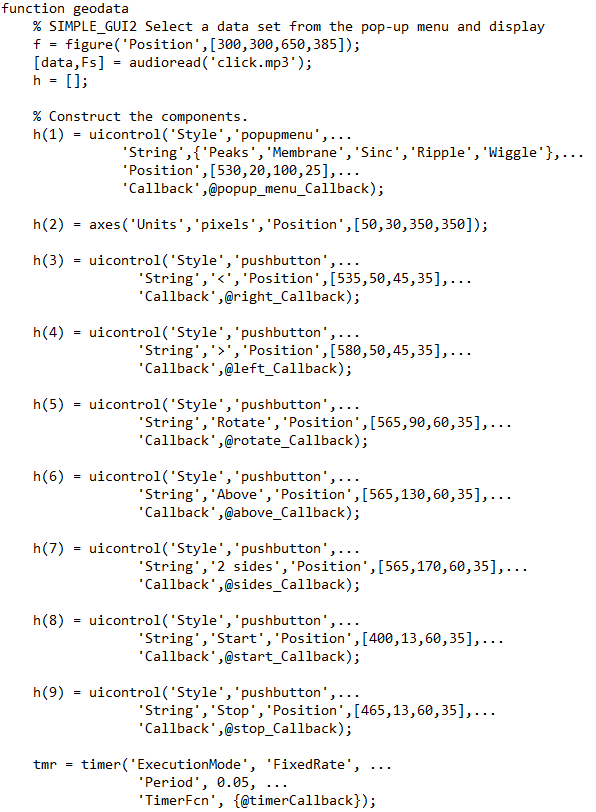 function geodata
% SIMPLE_GUI2 Select a data set from the pop-up menu and display
f = figure('Position',[300,300,650,385]);
[data,Fs] = audioread('click.mp3');
h = [];
% Construct the components.
h(1) = uicontrol('Style','popupmenu',...
'String',{'Peaks','Membrane','Sinc','Ripple','Wiggle'},...
'Position',[530,20,100,25],...
'Callback',@popup_menu_Callback);
h(2) = axes('Units','pixels','Position',[50,30,350,350]);
h(3) = uicontrol('Style','pushbutton',...
'String','<','Position',[535,50,45,35],...
'Callback',@right_Callback);
h(4) = uicontrol('Style','pushbutton',...
'String','>','Position',[580,50,45,35],...
'Callback',@left_Callback);
h(5) = uicontrol('Style','pushbutton',...
'String','Rotate','Position',[565,90,60,35],...
'Callback',@rotate_Callback);
h(6) = uicontrol('Style','pushbutton',...
'String','Above','Position',[565,130,60,35],...
'Callback',@above_Callback);
h(7) = uicontrol('Style','pushbutton',...
'String','2 sides','Position',[565,170,60,35],...
'Callback',@sides_Callback);
h(8) = uicontrol('Style','pushbutton',...
'String','Start','Position',[400,13,60,35],...
'Callback',@start_Callback);
h(9) = uicontrol('Style','pushbutton',...
'String','Stop','Position',[465,13,60,35],...
'Callback',@stop_Callback);
tmr = timer('ExecutionMode', 'FixedRate', ...
'Period', 0.05, ...
'TimerFcn', {@timerCallback});